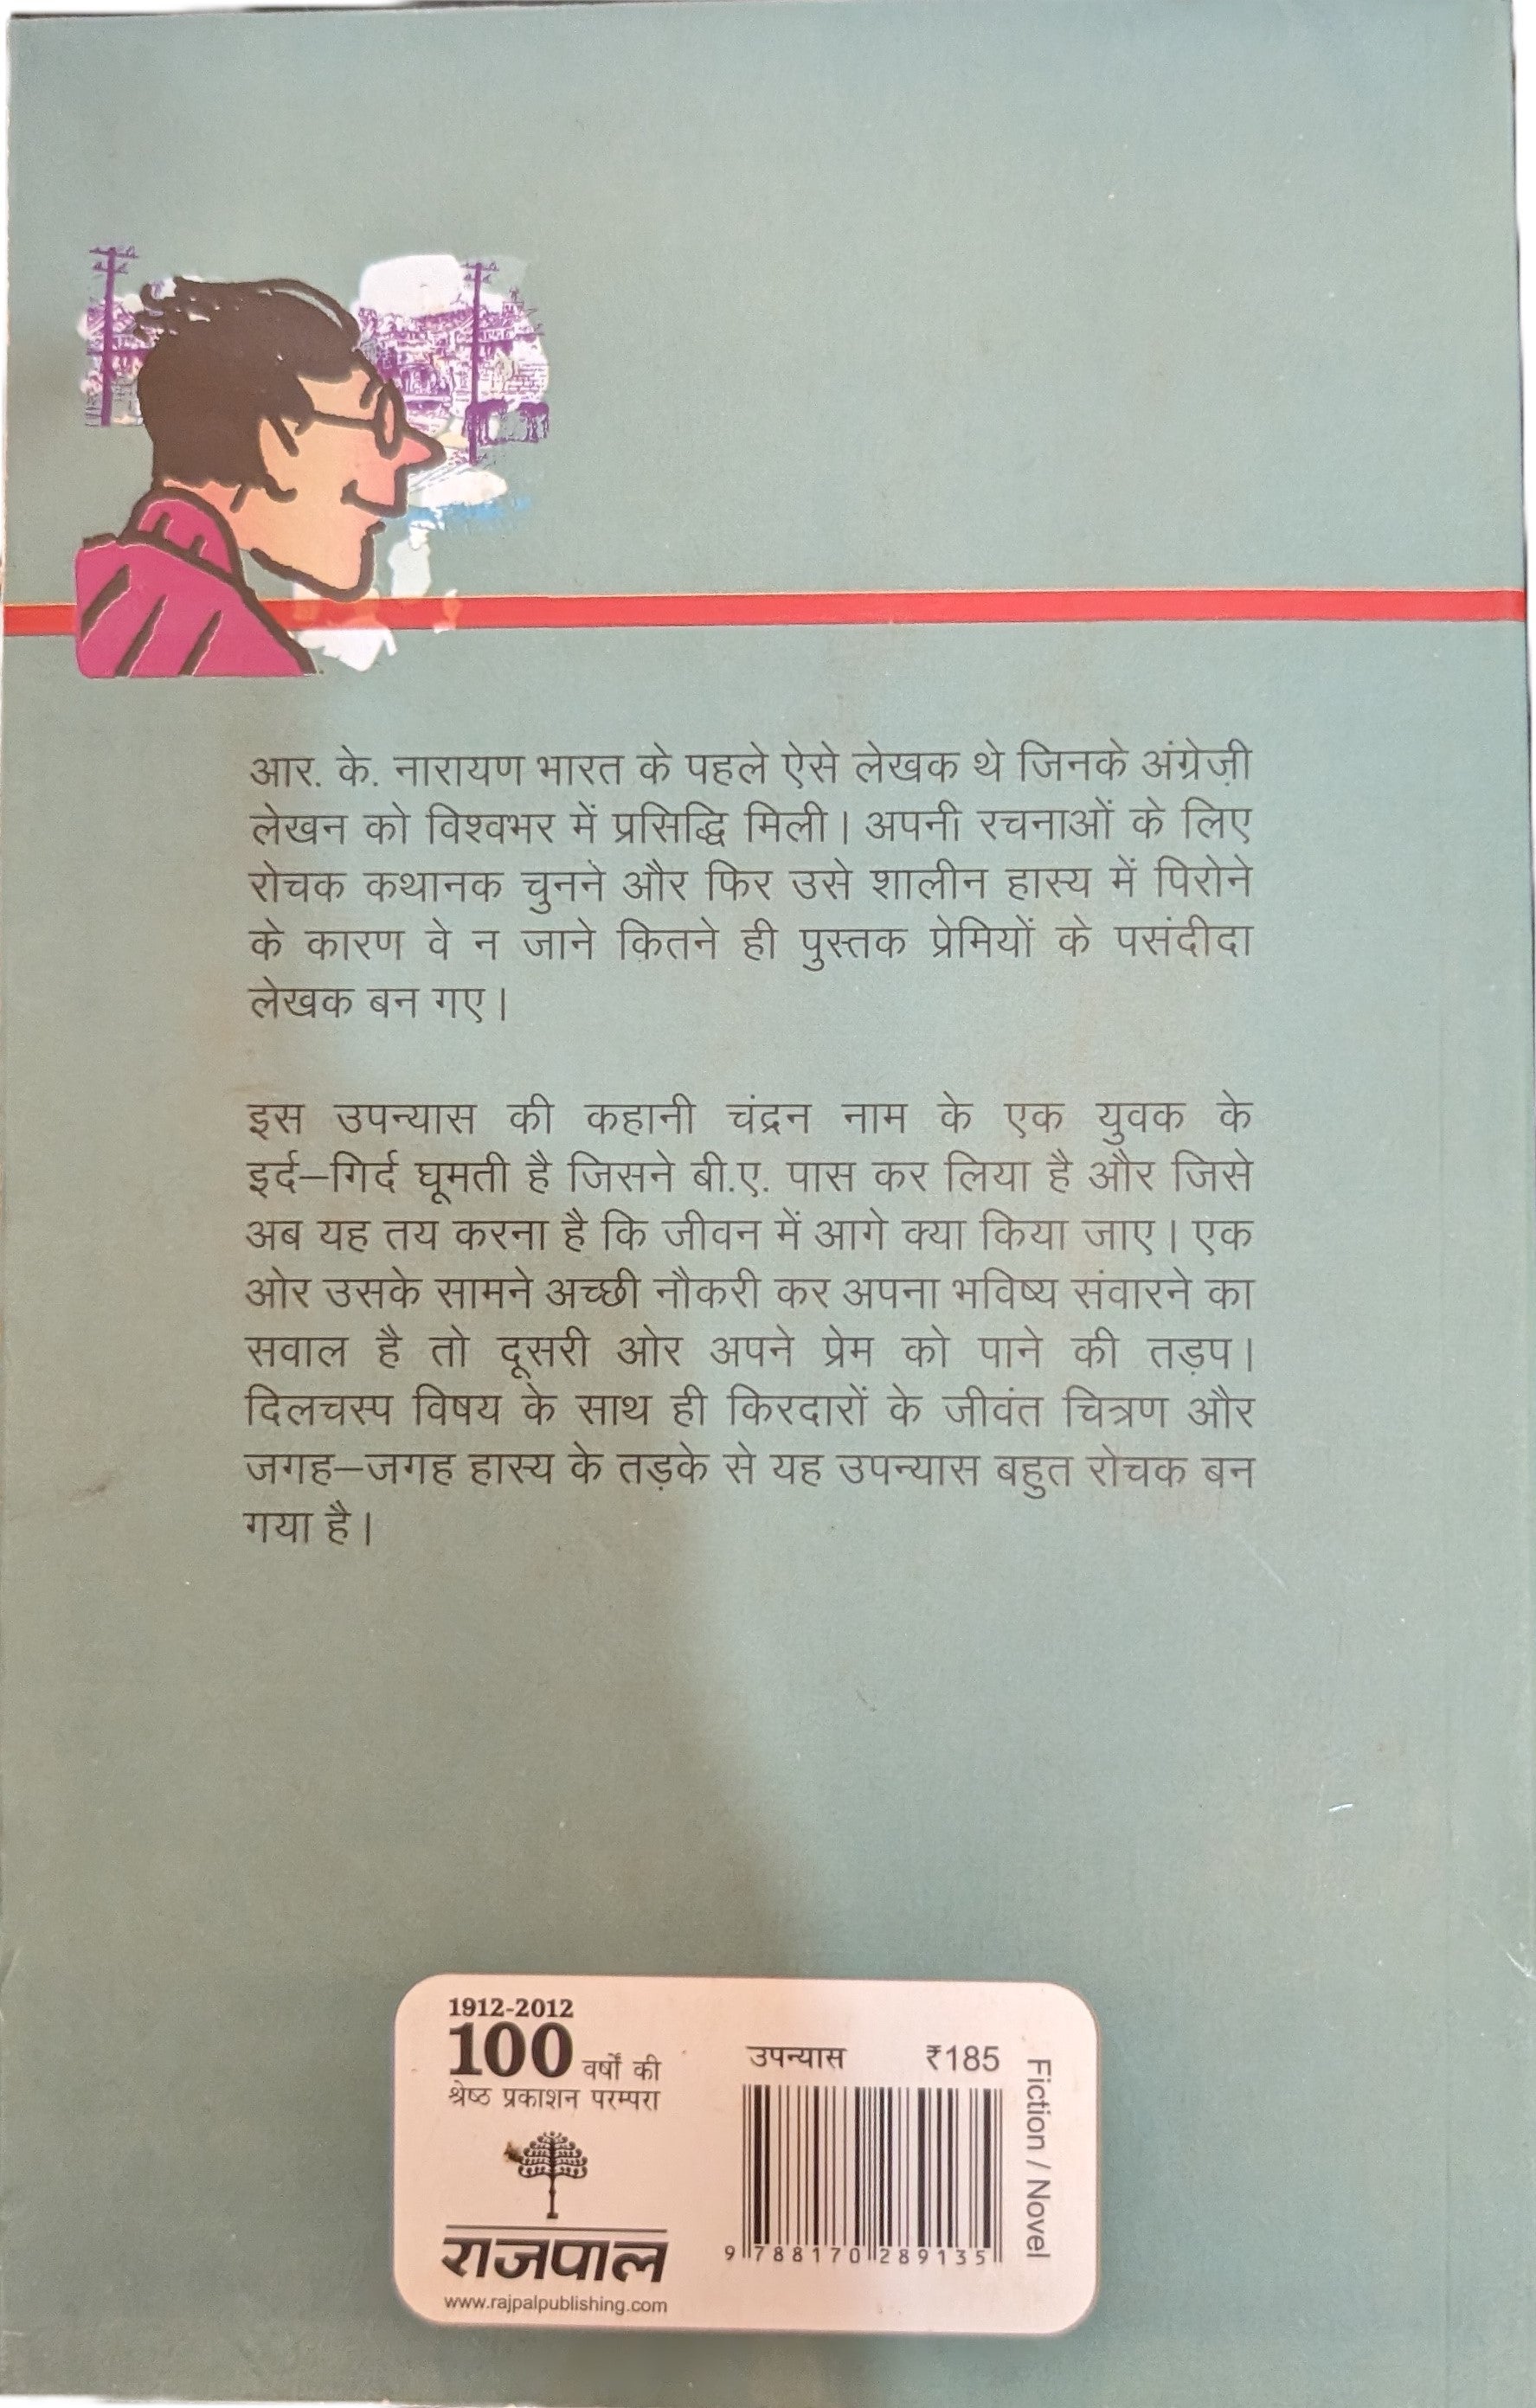 आर. के. नारायण भारत के पहले ऐसे लेखक थे जिनके अंग्रेज़ी
लेखन को विश्वभर में प्रसिद्धि मिली। अपनी रचनाओं के लिए
रोचक कथानक चुनने और फिर उसे शालीन हास्य में पिरोने
के कारण वे न जाने कितने ही पुस्तक प्रेमियों के पसंदीदा
लेखक बन गए।
इस उपन्यास की कहानी चंद्रन नाम के एक युवक के
इर्द–गिर्द घूमती है जिसने बी.ए. पास कर लिया है और जिसे
अब यह तय करना है कि जीवन में आगे क्या किया जाए। एक
ओर उसके सामने अच्छी नौकरी कर अपना भविष्य संवारने का
सवाल है तो दूसरी ओर अपने प्रेम को पाने की तड़प।
दिलचस्प विषय के साथ ही किरदारों के जीवंत चित्रण और
जगह–जगह हास्य के तड़के से यह उपन्यास बहुत रोचक बन
गया है।
1912-2012
100 वर्षों की
श्रेष्ठ प्रकाशन परम्परा
राजपाल
www.rajpalpublishing.com
उपन्यास ₹185
9 788170 289135
Fiction / Novel